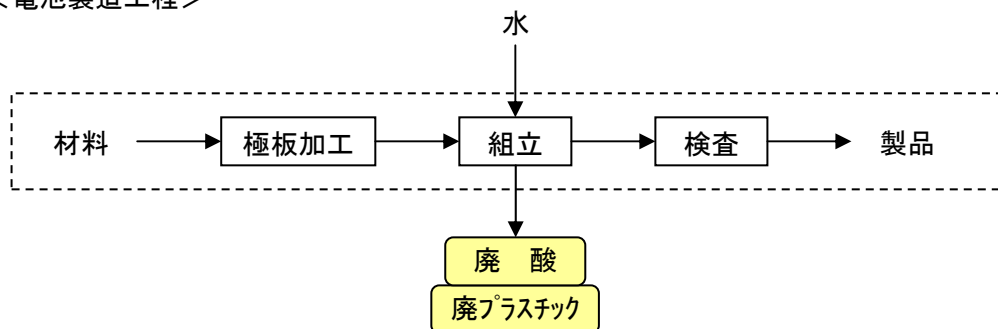 ＜電池製造工程＞
水
材料
極板加工
組立
検査
製品
廃　酸
廃プラスチック